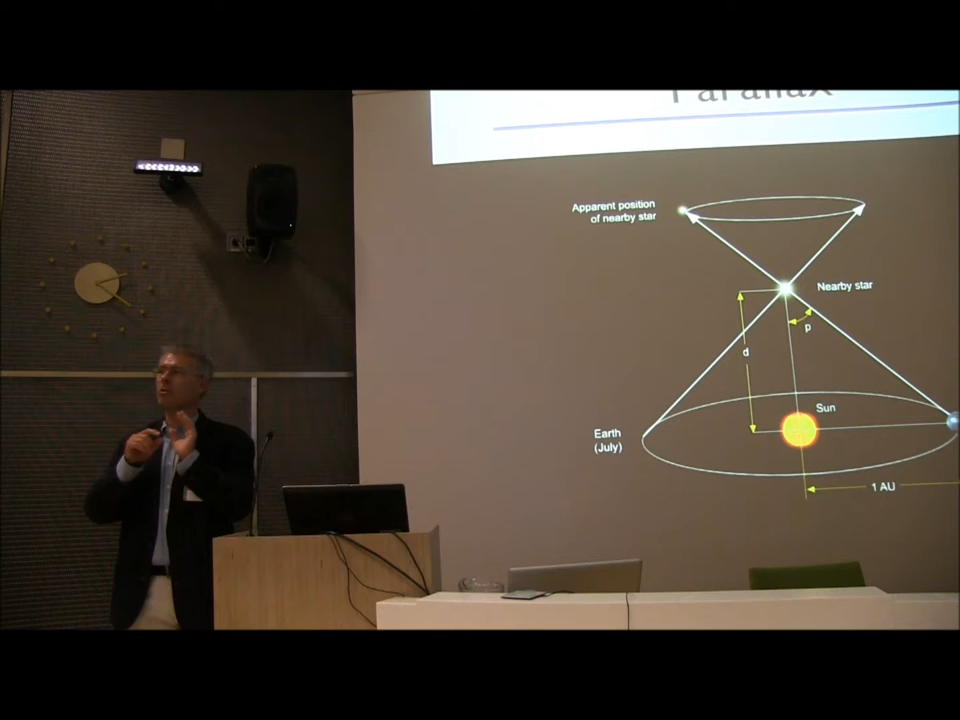 Parallax
Apparent position
of nearby star
Nearby star
p
d
Sun
Earth
(July)
1 AU